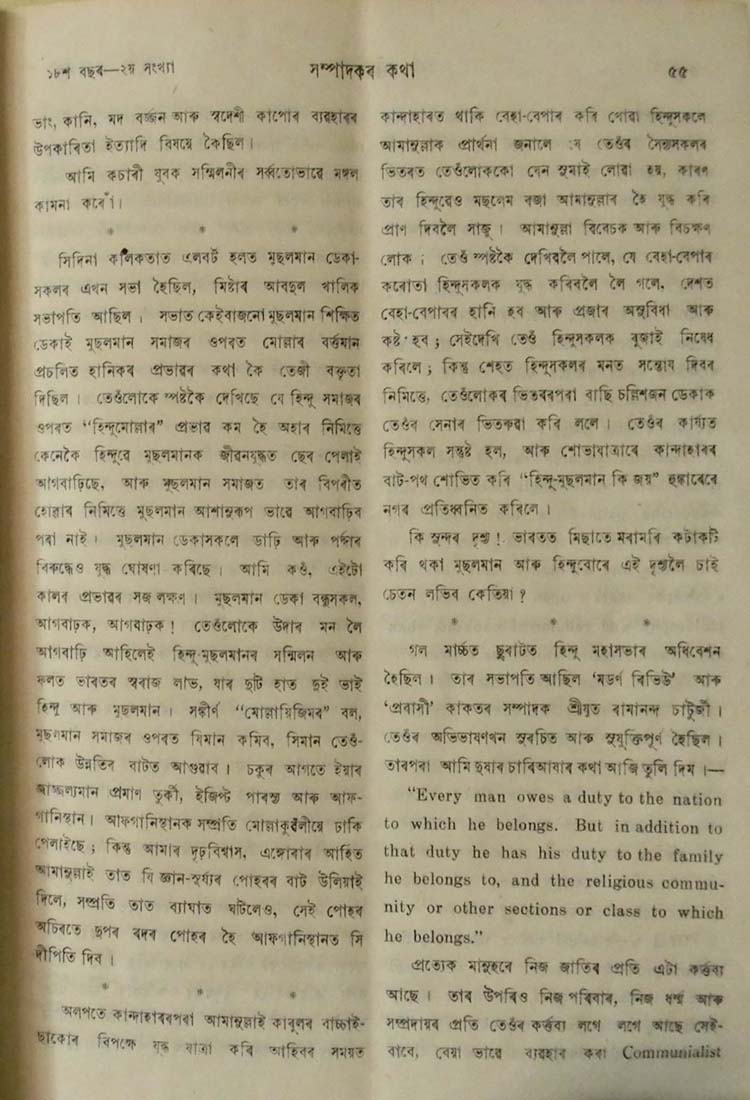 ১৮শ বছৰ—২য় সংখ্যা
সম্পাদকৰ কথা
৫৫
ভাং, কানি, মদ বৰ্জ্জন আৰু স্বদেশী কাপোৰ ব্যৱহাৰৰ
উপকাৰিতা ইত্যাদি বিষয়ে কৈছিল।
আমি কচাৰী যুবক সন্মিলনীৰ সৰ্ব্বতোভাৱে মঙ্গল
কামনা কৰোঁ।
* * *
সিদিনা কলিকতাত এলবৰ্ট হলত মুছলমান ডেকা-
সকলৰ এখন সভা হৈছিল, মিষ্টাৰ আবদুল খালিক
সভাপতি আছিল। সভাত কেইবাজনো মুছলমান শিক্ষিত
ডেকাই মুছলমান সমাজৰ ওপৰত মোল্লাৰ বৰ্ত্তমান
প্ৰচলিত হানিকৰ প্ৰভাৱৰ কথা কৈ তেজী বক্তৃতা
দিছিল। তেওঁলোকে স্পষ্টকৈ দেখিছে যে হিন্দু সমাজৰ
ওপৰত “হিন্দুমোল্লাৰ” প্ৰভাৱ কম হৈ অহাৰ নিমিত্তে
কেনেকৈ হিন্দুৱে মুছলমানক জীৱনযুদ্ধত ছেৰ পেলাই
আগবাঢ়িছে, আৰু মুছলমান সমাজত তাৰ বিপৰীত
হোৱাৰ নিমিত্তে মুছলমান আশানুৰূপ ভাৱে আগবাঢ়িব
পৰা নাই। মুছলমান ডেকাসকলে ডাঢ়ি আৰু পৰ্দ্দাৰ
বিৰুদ্ধেও যুদ্ধ ঘোষণা কৰিছে। আমি কওঁ, এইটো
কালৰ প্ৰভাৱৰ সজ লক্ষণ। মুছলমান ডেকা বন্ধুসকল,
আগবাঢ়ক, আগবাঢ়ক! তেওঁলোকে উদাৰ মন লৈ
আগবাঢ়ি আহিলেই হিন্দু-মুছলমানৰ সন্মিলন আৰু
ফলত ভাৰতৰ স্বৰাজ লাভ, যাৰ দুটি হাত দুই ভাই
হিন্দু আৰু মুছলমান। সঙ্কীৰ্ণ “মোল্লায়িজিমৰ” বল,
মুছলমান সমাজৰ ওপৰত যিমান কমিব, সিমান তেওঁ-
লোক উন্নতিৰ বাটত আগুৱাব। চকুৰ আগতে ইয়াৰ
জাজ্জল্যমান প্ৰমাণ তুৰ্কী, ইজিপ্ট পাৰস্য আৰু আফ-
গানিস্থান। আফগানিস্থানক সম্প্ৰতি মোল্লাকুঁৱলীয়ে ঢাকি
পেলাইছে; কিন্তু আমাৰ দৃঢ়বিশ্বাস, এঙ্গোৰাৰ আৰ্হিত
আমানুল্লাই তাত যি জ্ঞান-সূৰ্য্যৰ পোহৰৰ বাট উলিয়াই
দিলে, সম্প্ৰতি তাত ব্যাঘাত ঘটলেও, সেই পোহৰ
অচিৰতে দুপৰ ৰদৰ পোহৰ হৈ আফগানিস্থানত সি
দীপিতি দিব।
* * *
অলপতে কান্দাহাৰৰপৰা আমানুল্লাই কাবুলৰ বাচ্চাই-
ছাকোৰ বিপক্ষে যুদ্ধ যাত্ৰা কৰি আহিবৰ সময়ত
কান্দাহাৰত থাকি বেহা-বেপাৰ কৰি খোৱা হিন্দুসকলে
আমানুল্লাক প্ৰাৰ্থনা জনালে যে তেওঁৰ সৈন্যসকলৰ
ভিতৰত তেওঁলোককো যেন সুমাই লোৱা হয়, কাৰণ
তাৰ হিন্দুৱেও মছলেম ৰজা আমানুল্লাৰ হৈ যুদ্ধ কৰি
প্ৰাণ দিবলৈ সাজু। আমানুল্লা বিবেচক আৰু বিচক্ষণ
লোক; তেওঁ স্পষ্টকৈ দেখিবলৈ পালে, যে বেহা-বেপাৰ
কৰোতা হিন্দুসকলক যুদ্ধ কৰিবলৈ লৈ গলে, দেশত
বেহা-বেপাৰৰ হানি হব আৰু প্ৰজাৰ অসুবিধা আৰু
কষ্ট হব; সেইদেখি তেওঁ হিন্দুসকলক বুজাই নিষেধ
কৰিলে; কিন্তু শেহত হিন্দুসকলৰ মনত সন্তোষ দিবৰ
নিমিত্তে, তেওঁলোকৰ ভিতৰৰপৰা বাছি চল্লিশজন ডেকাক
তেওঁৰ সেনাৰ ভিতৰুৱা কৰি ললে। তেওঁৰ কাৰ্য্যত
হিন্দুসকল সন্তুষ্ট হল, আৰু শোভাযাত্ৰাৰে কান্দাহাৰৰ
বাট-পথ শোভিত কৰি “হিন্দু-মুছলমান কি জয়” হুঙ্কাৰেৰে
নগৰ প্ৰতিধ্বনিত কৰিলে।
কি সুন্দৰ দৃশ্য! ভাৰতত মিছাতে মৰামৰি কটাকটি
কৰি থকা মুছলমান আৰু হিন্দুবোৰে এই দৃশ্যলৈ চাই
চেতন লভিব কেতিয়া?
* * *
গল মাৰ্চ্চত ছুৰাটত হিন্দু মহাসভাৰ অধিবেশন
হৈছিল। তাৰ সভাপতি আছিল ‘মডৰ্ণ ৰিভিউ’ আৰু
‘প্ৰবাসী’ কাকতৰ সম্পাদক শ্ৰীযুত ৰামানন্দ চাটুৰ্জী।
তেওঁৰ অভিভাষণখন সুৰচিত আৰু সুযুক্তিপূৰ্ণ হৈছিল।
তাৰপৰা আমি দুষাৰ চাৰিআষাৰ কথা আজি তুলি দিম।—
“Every man owes a duty to the nation
to which he belongs. But in addition to
that duty he has his duty to the family
he belongs to, and the religious commu-
nity or other sections or class to which
he belongs.”
প্ৰত্যেক মানুহৰে নিজ জাতিৰ প্ৰতি এটা কৰ্ত্তব্য
আছে। তাৰ উপৰিও নিজ পৰিবাৰ, নিজ ধৰ্ম্ম আৰু
সম্প্ৰদায়ৰ প্ৰতি তেওঁৰ কৰ্ত্তব্য লগে লগে আছে সেই-
বাবে, বেয়া ভাৱে ব্যৱহাৰ কৰা Communialist